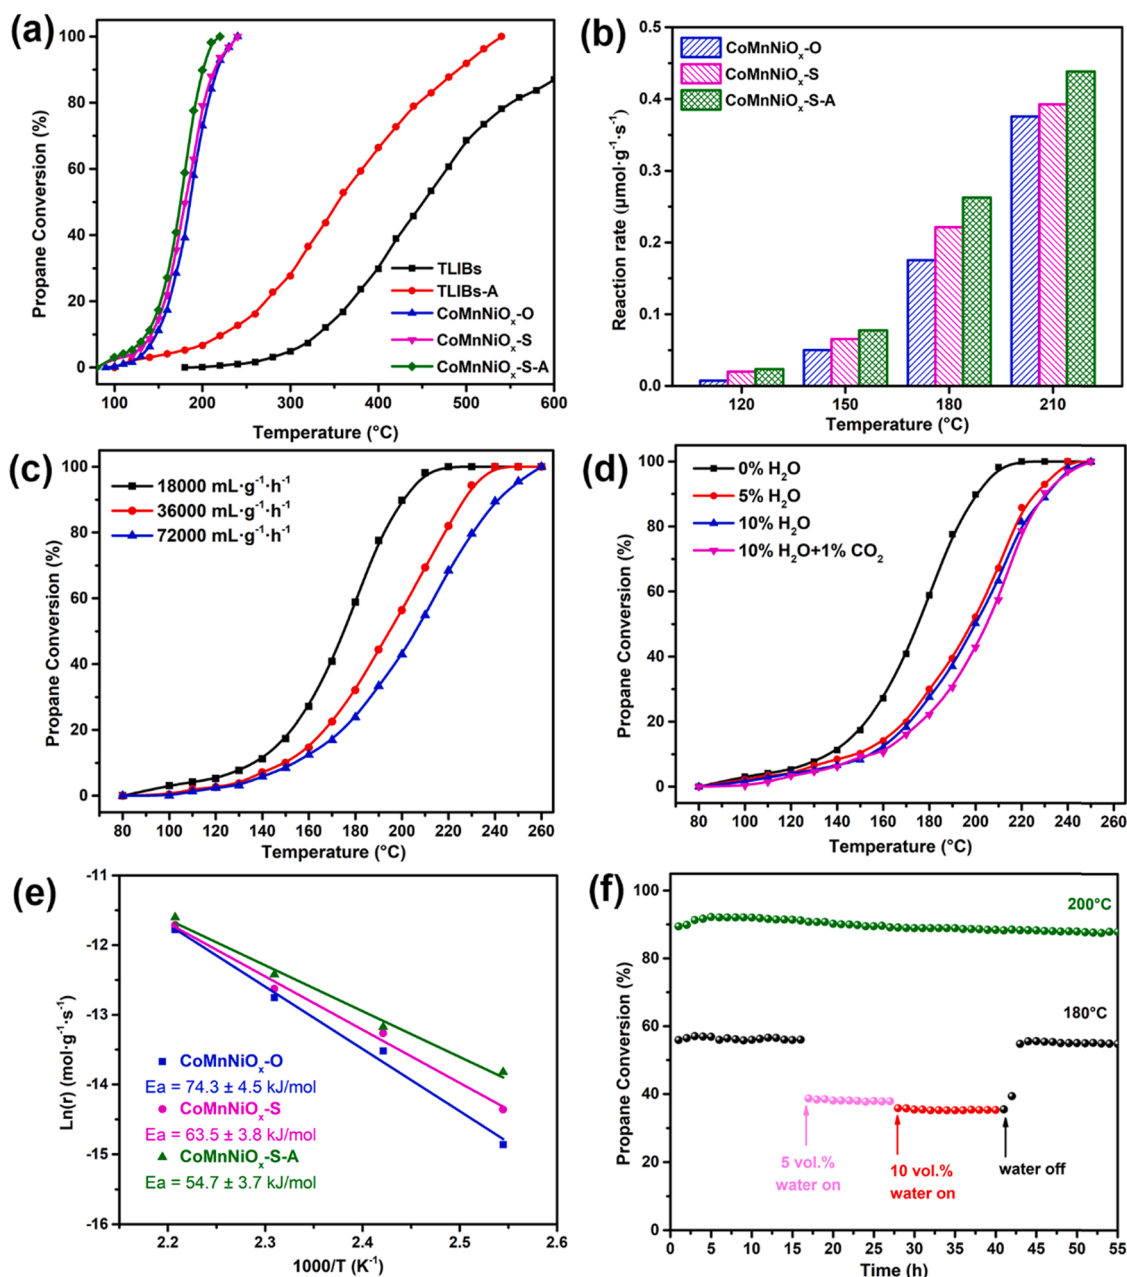 (a)
100
80
60
40
20
0
Propane Conversion (%)
TLIBs
TLIBs-A
CoMnNiOₓ-O
CoMnNiOₓ-S
CoMnNiOₓ-S-A
100 200 300 400 500 600
Temperature (°C)
(b)
0.5
0.4
0.3
0.2
0.1
0.0
Reaction rate (μmol·g⁻¹·s⁻¹)
CoMnNiOₓ-O
CoMnNiOₓ-S
CoMnNiOₓ-S-A
120 150 180 210
Temperature (°C)
(c)
100
80
60
40
20
0
Propane Conversion (%)
18000 mL·g⁻¹·h⁻¹
36000 mL·g⁻¹·h⁻¹
72000 mL·g⁻¹·h⁻¹
80 100 120 140 160 180 200 220 240 260
Temperature (°C)
(d)
100
80
60
40
20
0
Propane Conversion (%)
0% H₂O
5% H₂O
10% H₂O
10% H₂O+1% CO₂
80 100 120 140 160 180 200 220 240 260
Temperature (°C)
(e)
-11
-12
-13
-14
-15
-16
Ln(r) (mol·g⁻¹·s⁻¹)
CoMnNiOₓ-O
Ea = 74.3 ± 4.5 kJ/mol
CoMnNiOₓ-S
Ea = 63.5 ± 3.8 kJ/mol
CoMnNiOₓ-S-A
Ea = 54.7 ± 3.7 kJ/mol
2.2 2.3 2.4 2.5 2.6
1000/T (K⁻¹)
(f)
100
80
60
40
20
0
Propane Conversion (%)
200°C
180°C
5 vol.%
water on
10 vol.%
water on
water off
0 5 10 15 20 25 30 35 40 45 50 55
Time (h)